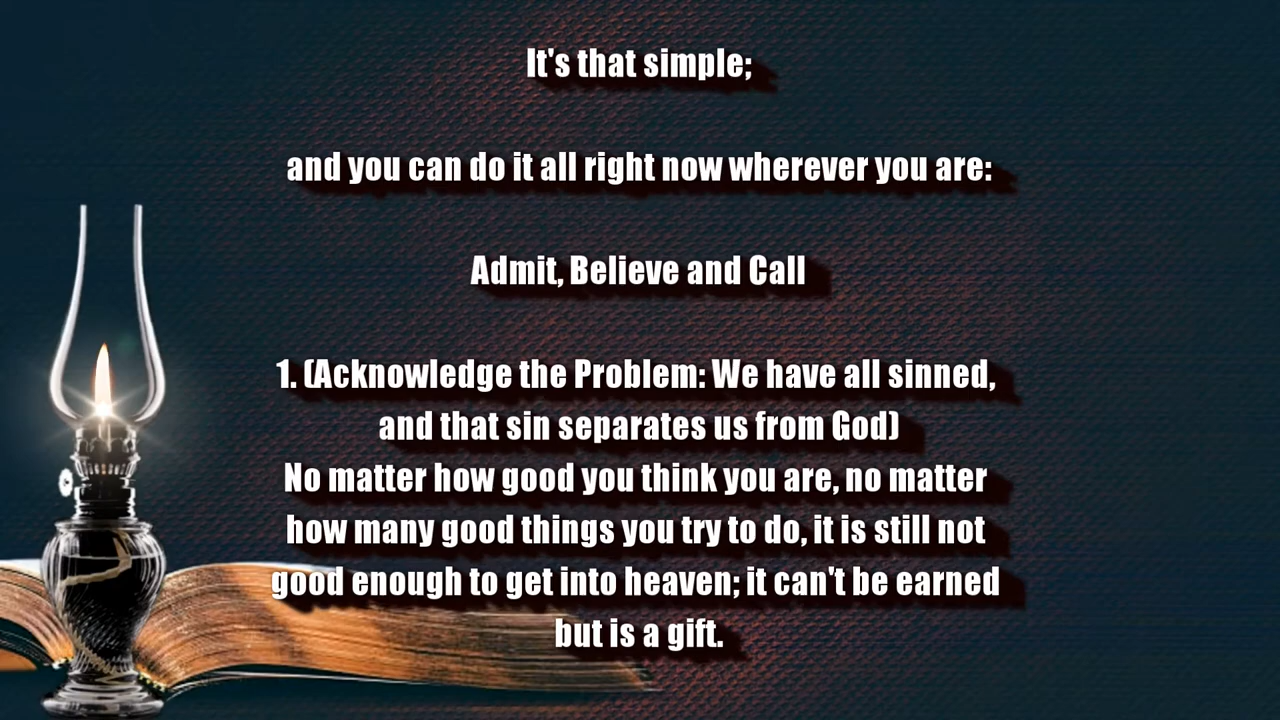 It's that simple;
and you can do it all right now wherever you are:
Admit, Believe and Call
1. (Acknowledge the Problem: We have all sinned,
and that sin separates us from God)
No matter how good you think you are, no matter
how many good things you try to do, it is still not
good enough to get into heaven; it can't be earned
but is a gift.